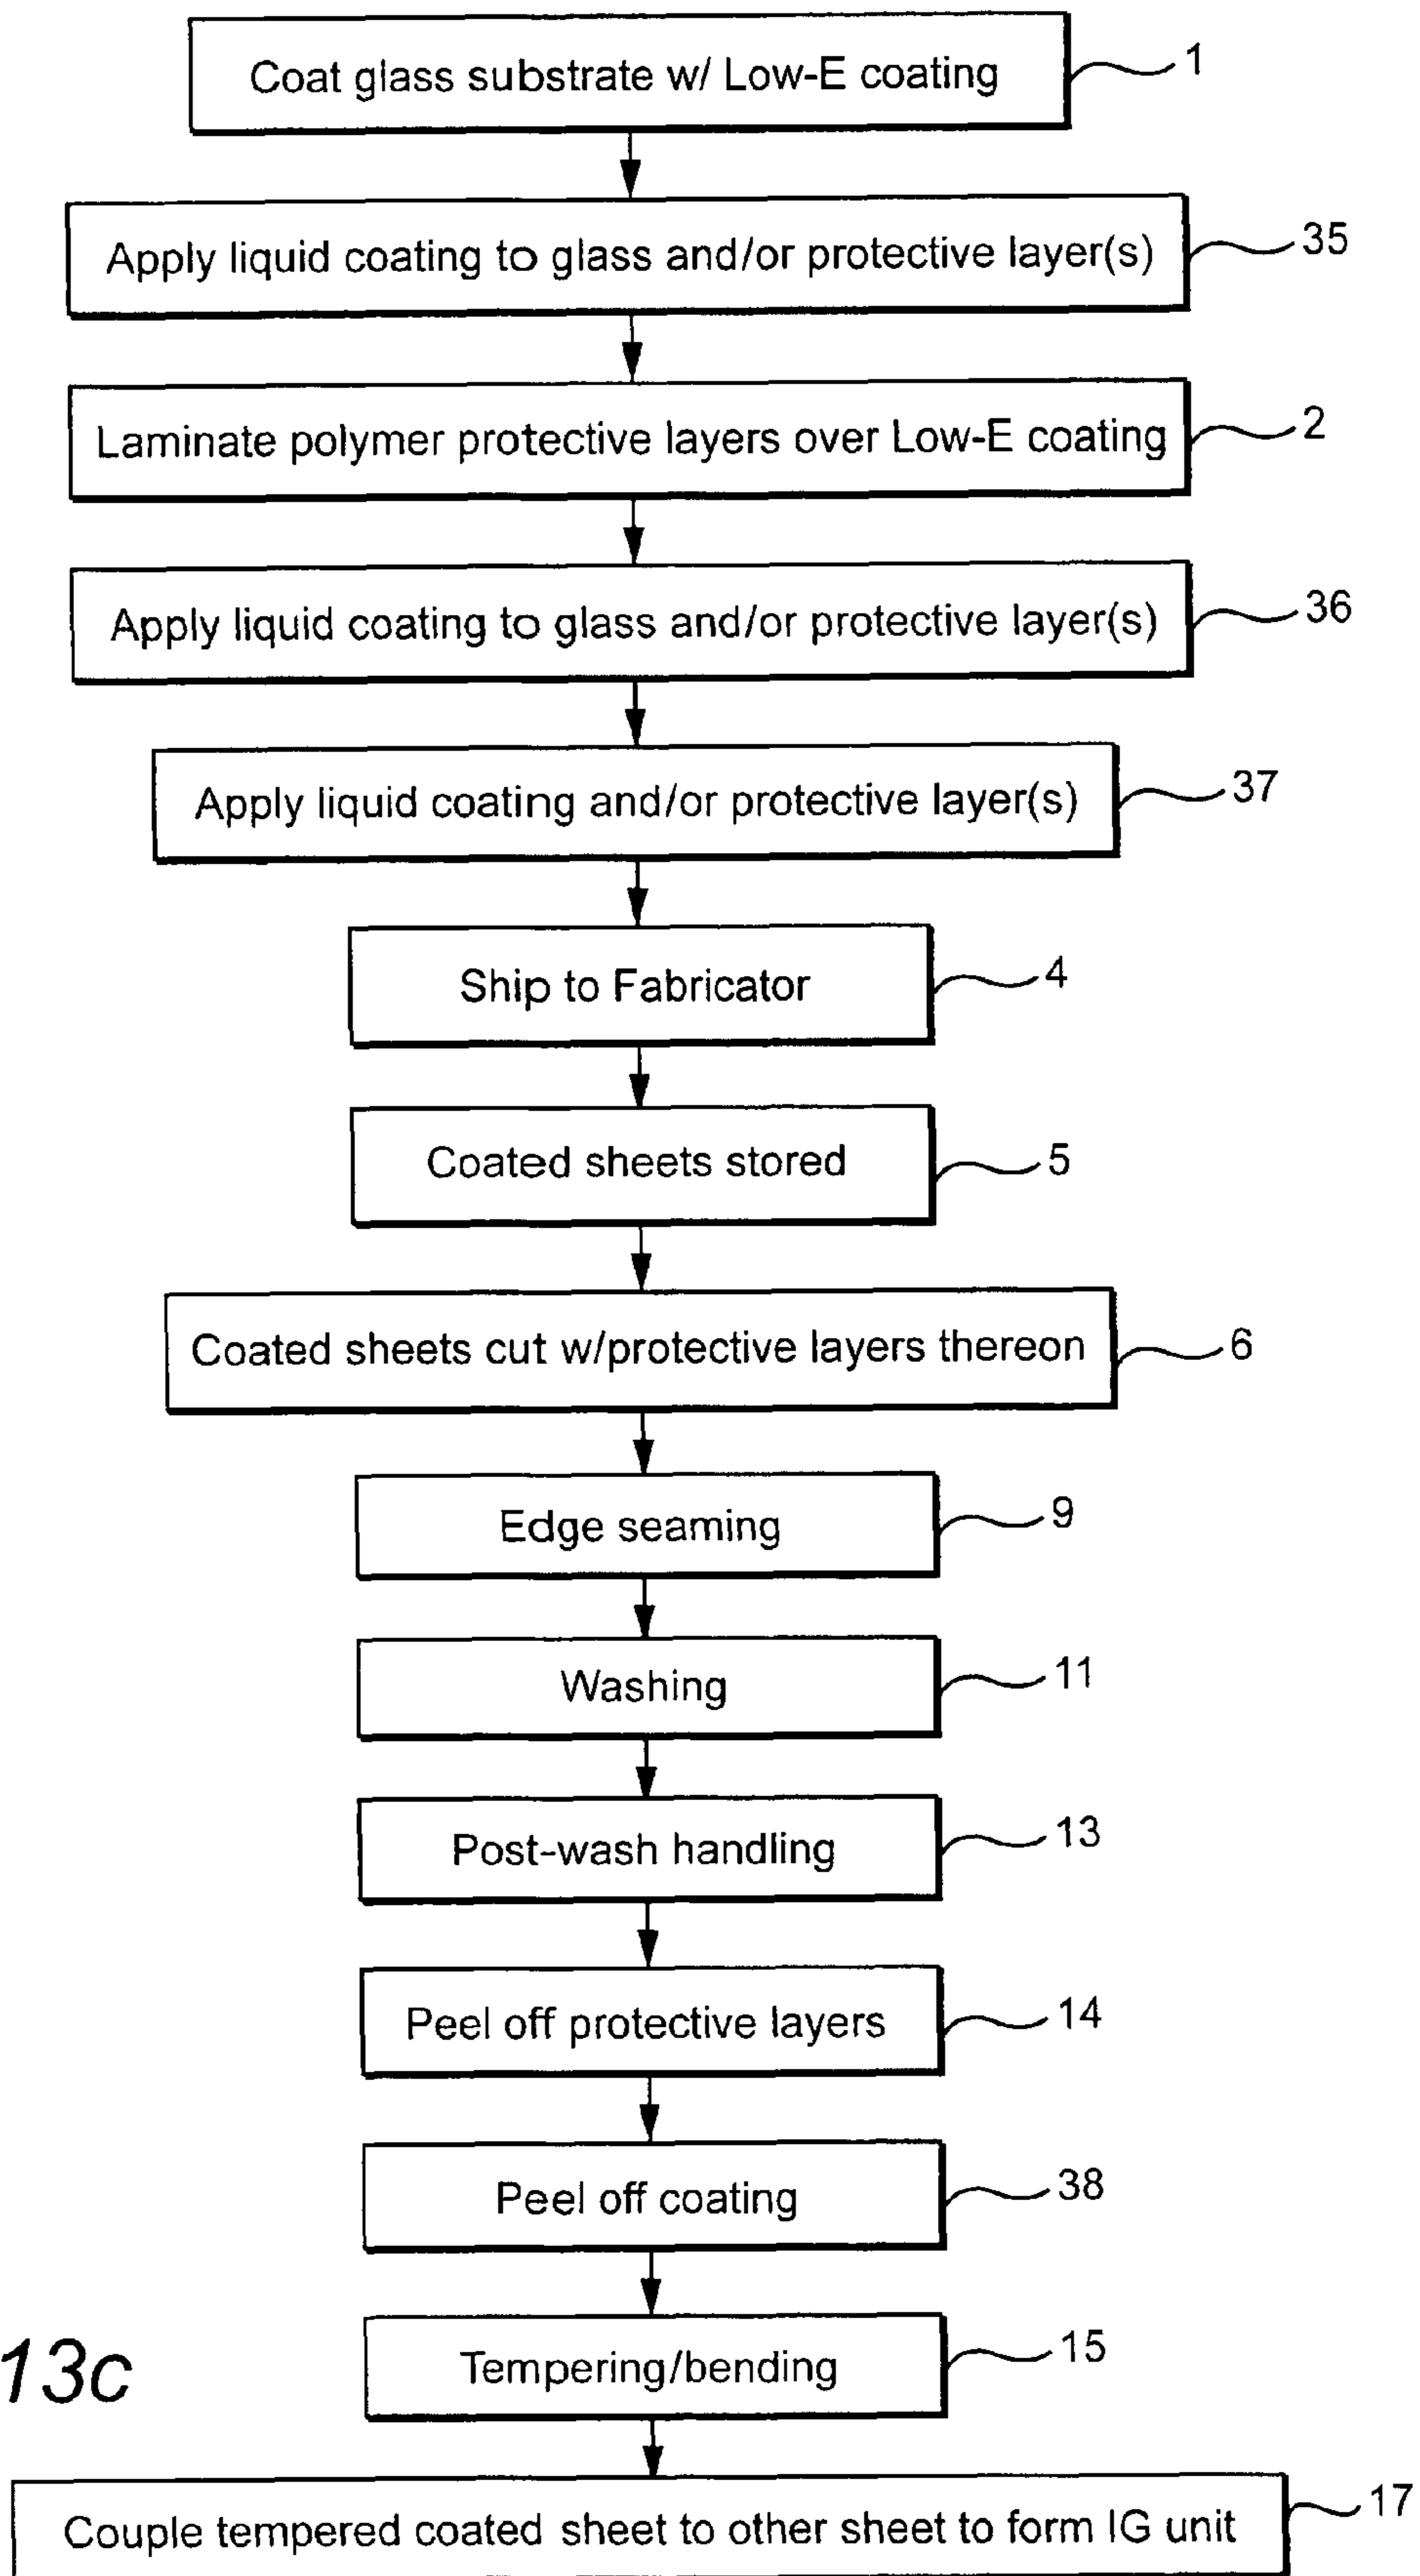 Coat glass substrate w/ Low-E coating 1
Apply liquid coating to glass and/or protective layer(s) 35
Laminate polymer protective layers over Low-E coating 2
Apply liquid coating to glass and/or protective layer(s) 36
Apply liquid coating and/or protective layer(s) 37
Ship to Fabricator 4
Coated sheets stored 5
Coated sheets cut w/protective layers thereon 6
Edge seaming 9
Washing 11
Post-wash handling 13
Peel off protective layers 14
Peel off coating 38
Tempering/bending 15
13c
Couple tempered coated sheet to other sheet to form IG unit 17